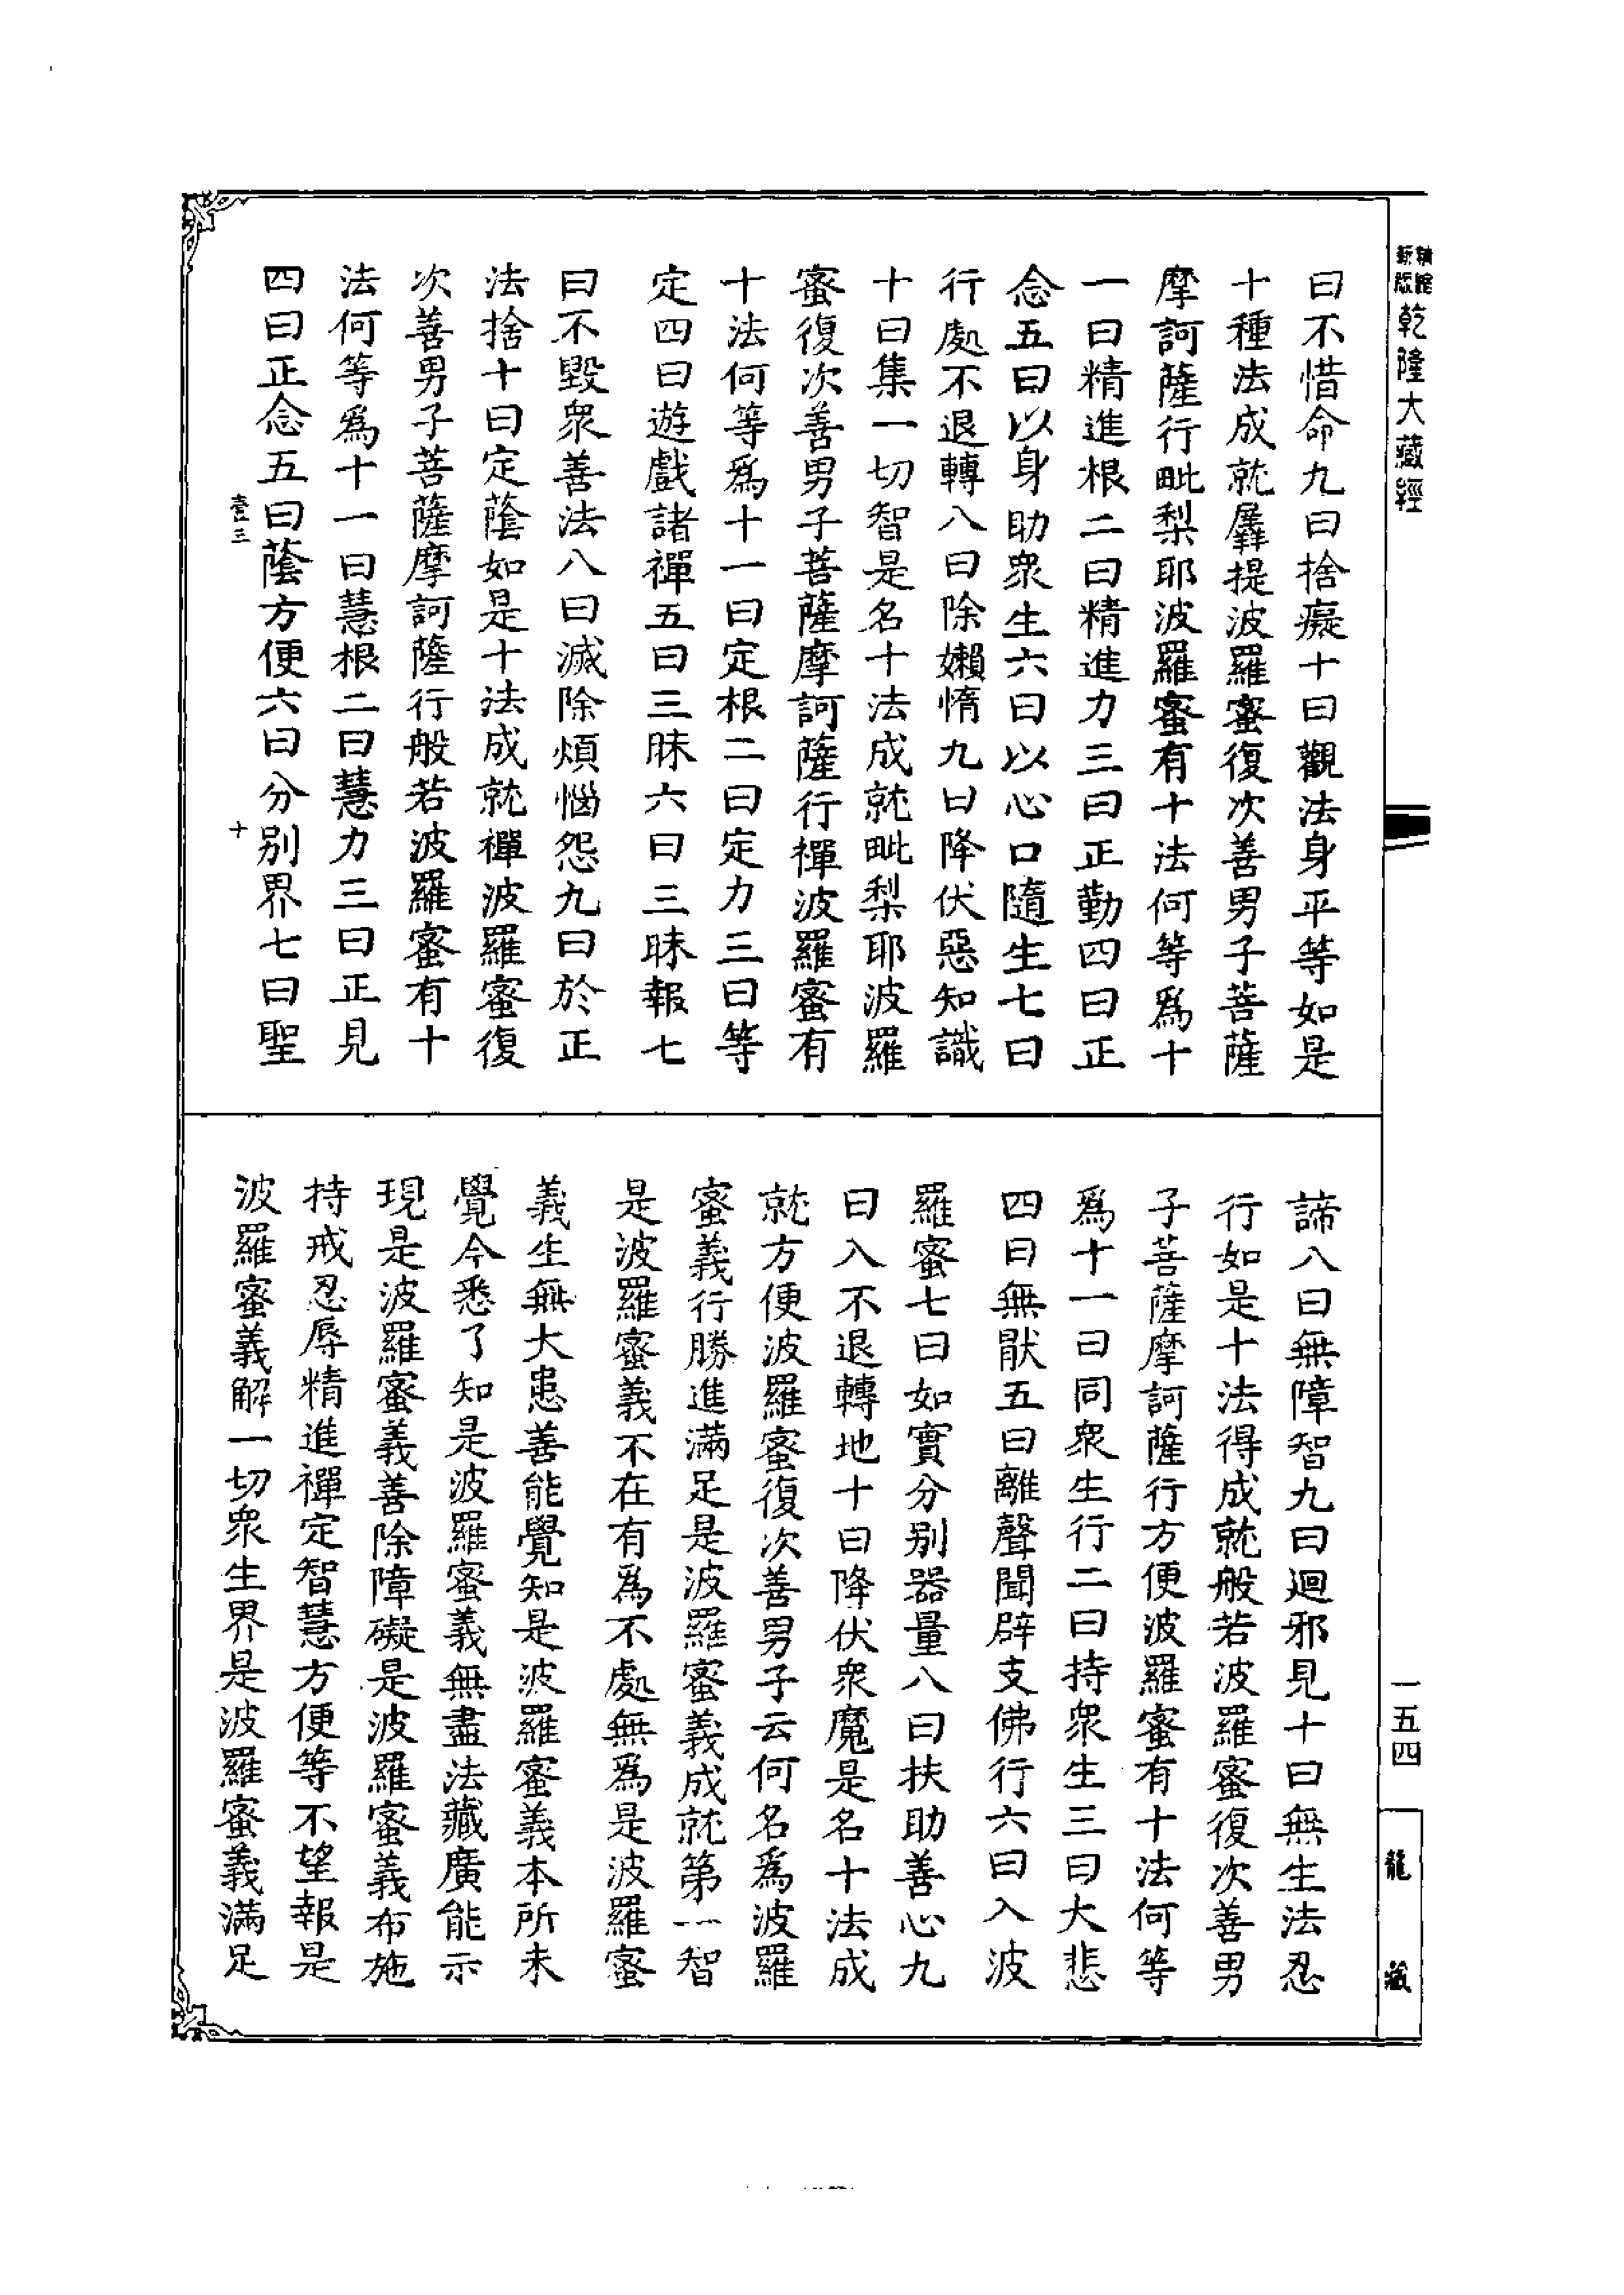 乾隆大藏經
曰不惜命九曰捨癡十曰觀法身平等如是
十種法成就羼提波羅蜜復次善男子菩薩
摩訶薩行毗梨耶波羅蜜有十法何等爲十
一曰精進根二曰精進力三曰正勤四曰正
念五曰以身助衆生六曰以心口隨生七曰
行處不退轉八曰除嬾惰九曰降伏惡知識
十曰集一切智是名十法成就毗梨耶波羅
蜜復次善男子菩薩摩訶薩行禪波羅蜜有
十法何等爲十一曰定根二曰定力三曰等
定四曰遊戲諸禪五曰三昧六曰三昧報七
曰不毀衆善法八曰滅除煩惱怨九曰於正
法捨十曰定蔭如是十法成就禪波羅蜜復
次善男子菩薩摩訶薩行般若波羅蜜有十
法何等爲十一曰慧根二曰慧力三曰正見
四曰正念五曰蔭方便六曰分別界七曰聖
壹三
十
諦八曰無障智九曰迴邪見十曰無生法忍
行如是十法得成就般若波羅蜜復次善男
子菩薩摩訶薩行方便波羅蜜有十法何等
爲十一曰同衆生行二曰持衆生三曰大悲
四曰無猒五曰離聲聞辟支佛行六曰入波
羅蜜七曰如實分別器量八曰扶助善心九
曰入不退轉地十曰降伏衆魔是名十法成
就方便波羅蜜復次善男子云何名爲波羅
蜜義行勝進滿足是波羅蜜義成就第一智
是波羅蜜義不在有爲不處無爲是波羅蜜
義生無大患善能覺知是波羅蜜義本所未
覺今悉了知是波羅蜜義無盡法藏廣能示
現是波羅蜜義善除障礙是波羅蜜義布施
持戒忍辱精進禪定智慧方便等不望報是
波羅蜜義解一切衆生界是波羅蜜義滿足
一五四
龍藏